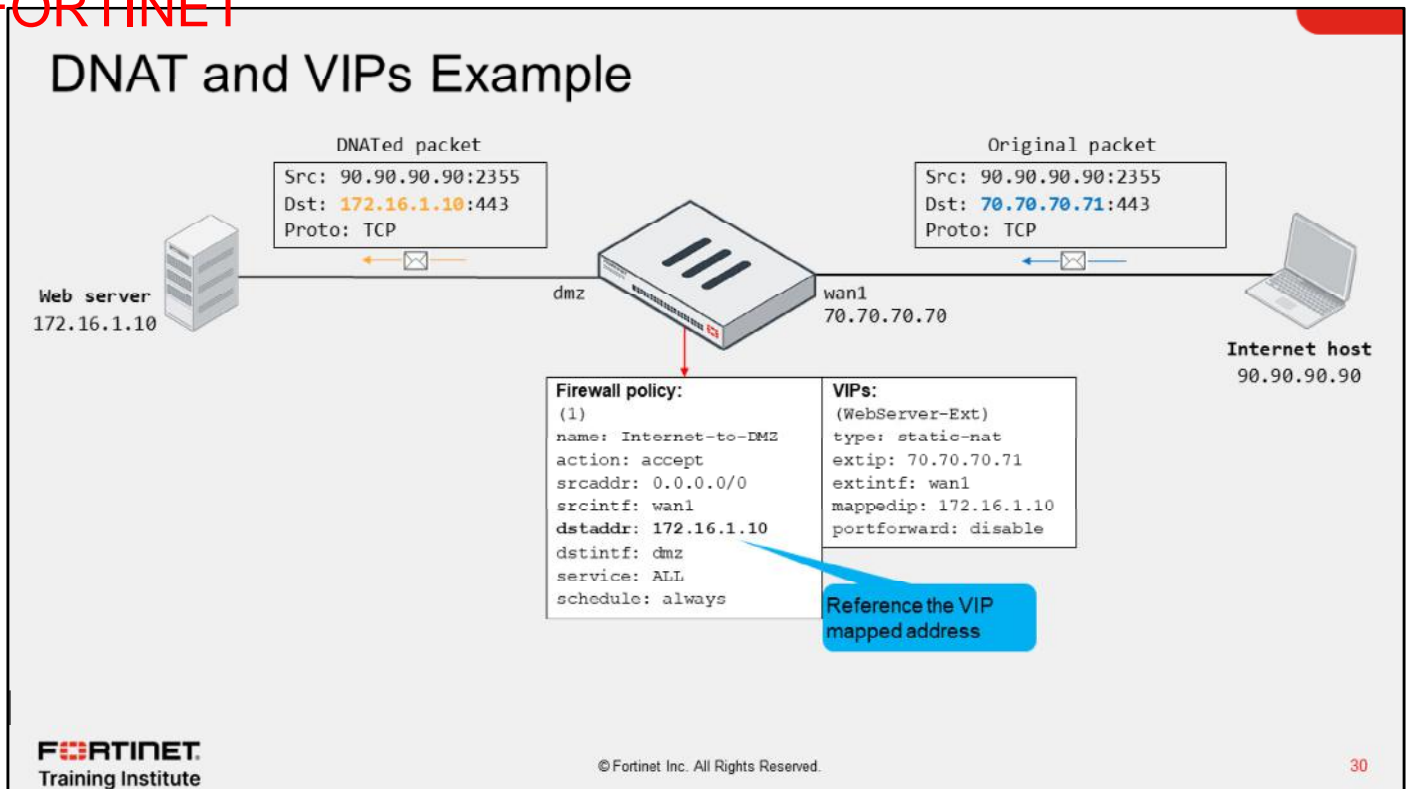 FORTINET
DNAT and VIPs Example
DNATed packet
Src: 90.90.90.90:2355
Dst: 172.16.1.10:443
Proto: TCP
Original packet
Src: 90.90.90.90:2355
Dst: 70.70.70.71:443
Proto: TCP
Web server
172.16.1.10
dmz
wan1
70.70.70.70
Internet host
90.90.90.90
Firewall policy:
(1)
name: Internet-to-DMZ
action: accept
srcaddr: 0.0.0.0/0
srcintf: wan1
dstaddr: 172.16.1.10
dstintf: dmz
service: ALL
schedule: always
VIPs:
(WebServer-Ext)
type: static-nat
extip: 70.70.70.71
extintf: wan1
mappedip: 172.16.1.10
portforward: disable
Reference the VIP
mapped address
FORTINET
Training Institute
© Fortinet Inc. All Rights Reserved.
30